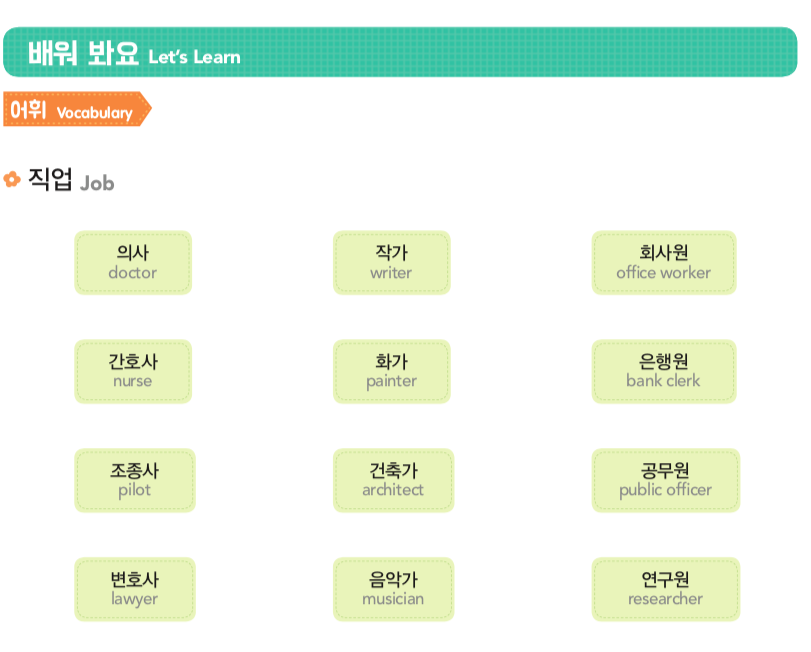 배워 봐요 Let's Learn
어휘 Vocabulary
직업 Job
의사
doctor
작가
writer
회사원
office worker
간호사
nurse
화가
painter
은행원
bank clerk
조종사
pilot
건축가
architect
공무원
public officer
변호사
lawyer
음악가
musician
연구원
researcher